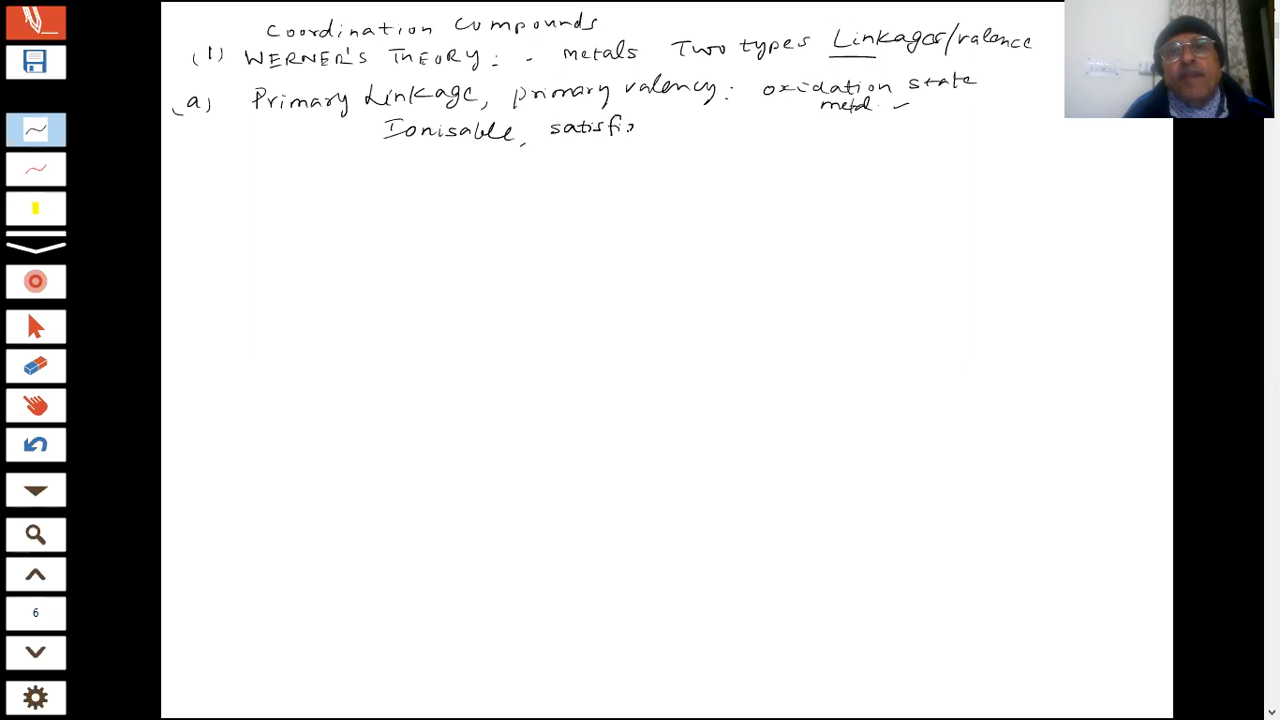 Coordination Compounds
(1) WERNER'S THEORY : - metals Two types Linkages/valence
(a) Primary Linkage, primary valency : oxidation state
metal.
Ionisable, satisfi
6